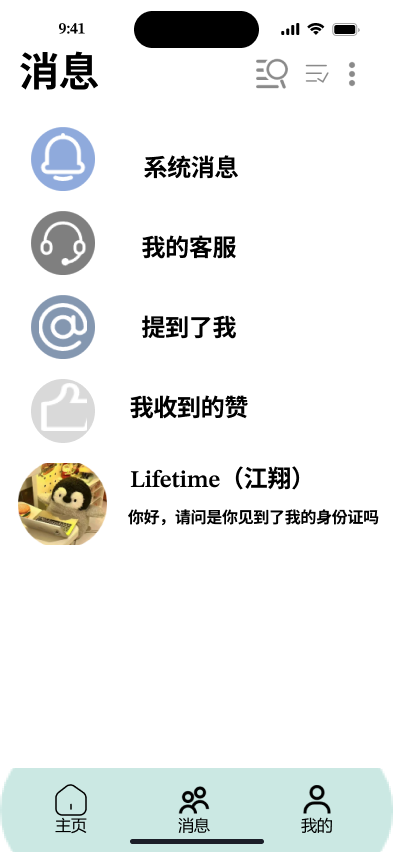 9:41
消息
系统消息
我的客服
提到了我
我收到的赞
Lifetime（江翔）
你好，请问是你见到了我的身份证吗
主页 消息 我的